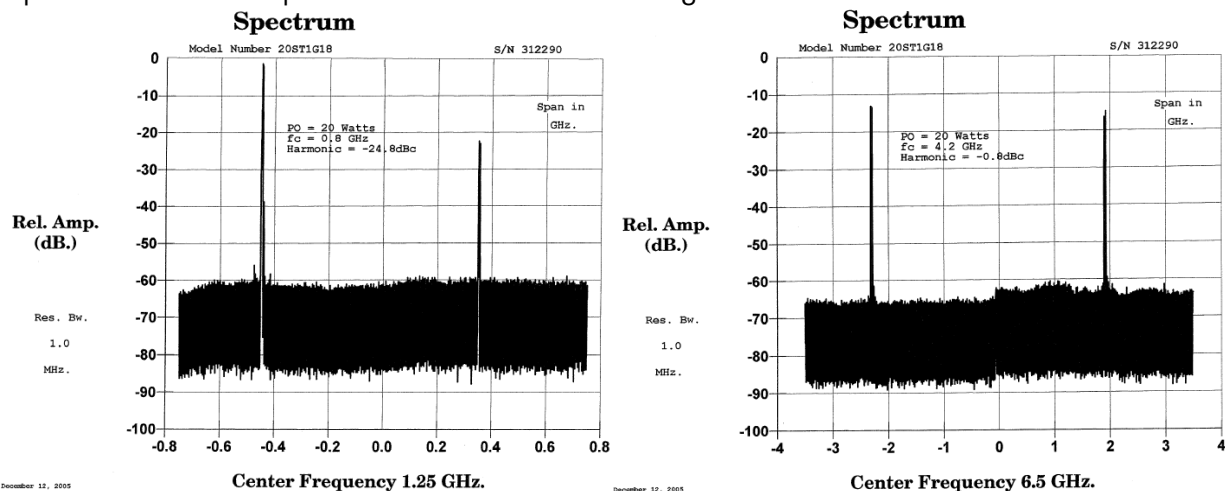 Spectrum
Model Number 20ST1G18 S/N 312290
0
-10
-20
-30
-40
-50
-60
-70
-80
-90
-100
PO = 20 Watts
fc = 0.8 GHz
Harmonic = -24.8dBc
Span in
GHz.
Rel. Amp.
(dB.)
Res. Bw.
1.0
MHz.
-0.8 -0.6 -0.4 -0.2 0.0 0.2 0.4 0.6 0.8
Center Frequency 1.25 GHz.
December 12, 2005
Spectrum
Model Number 20ST1G18 S/N 312290
0
-10
-20
-30
-40
-50
-60
-70
-80
-90
-100
PO = 20 Watts
fc = 4.2 GHz
Harmonic = -0.8dBc
Span in
GHz.
Rel. Amp.
(dB.)
Res. Bw.
1.0
MHz.
-4 -3 -2 -1 0 1 2 3 4
Center Frequency 6.5 GHz.
December 12, 2005